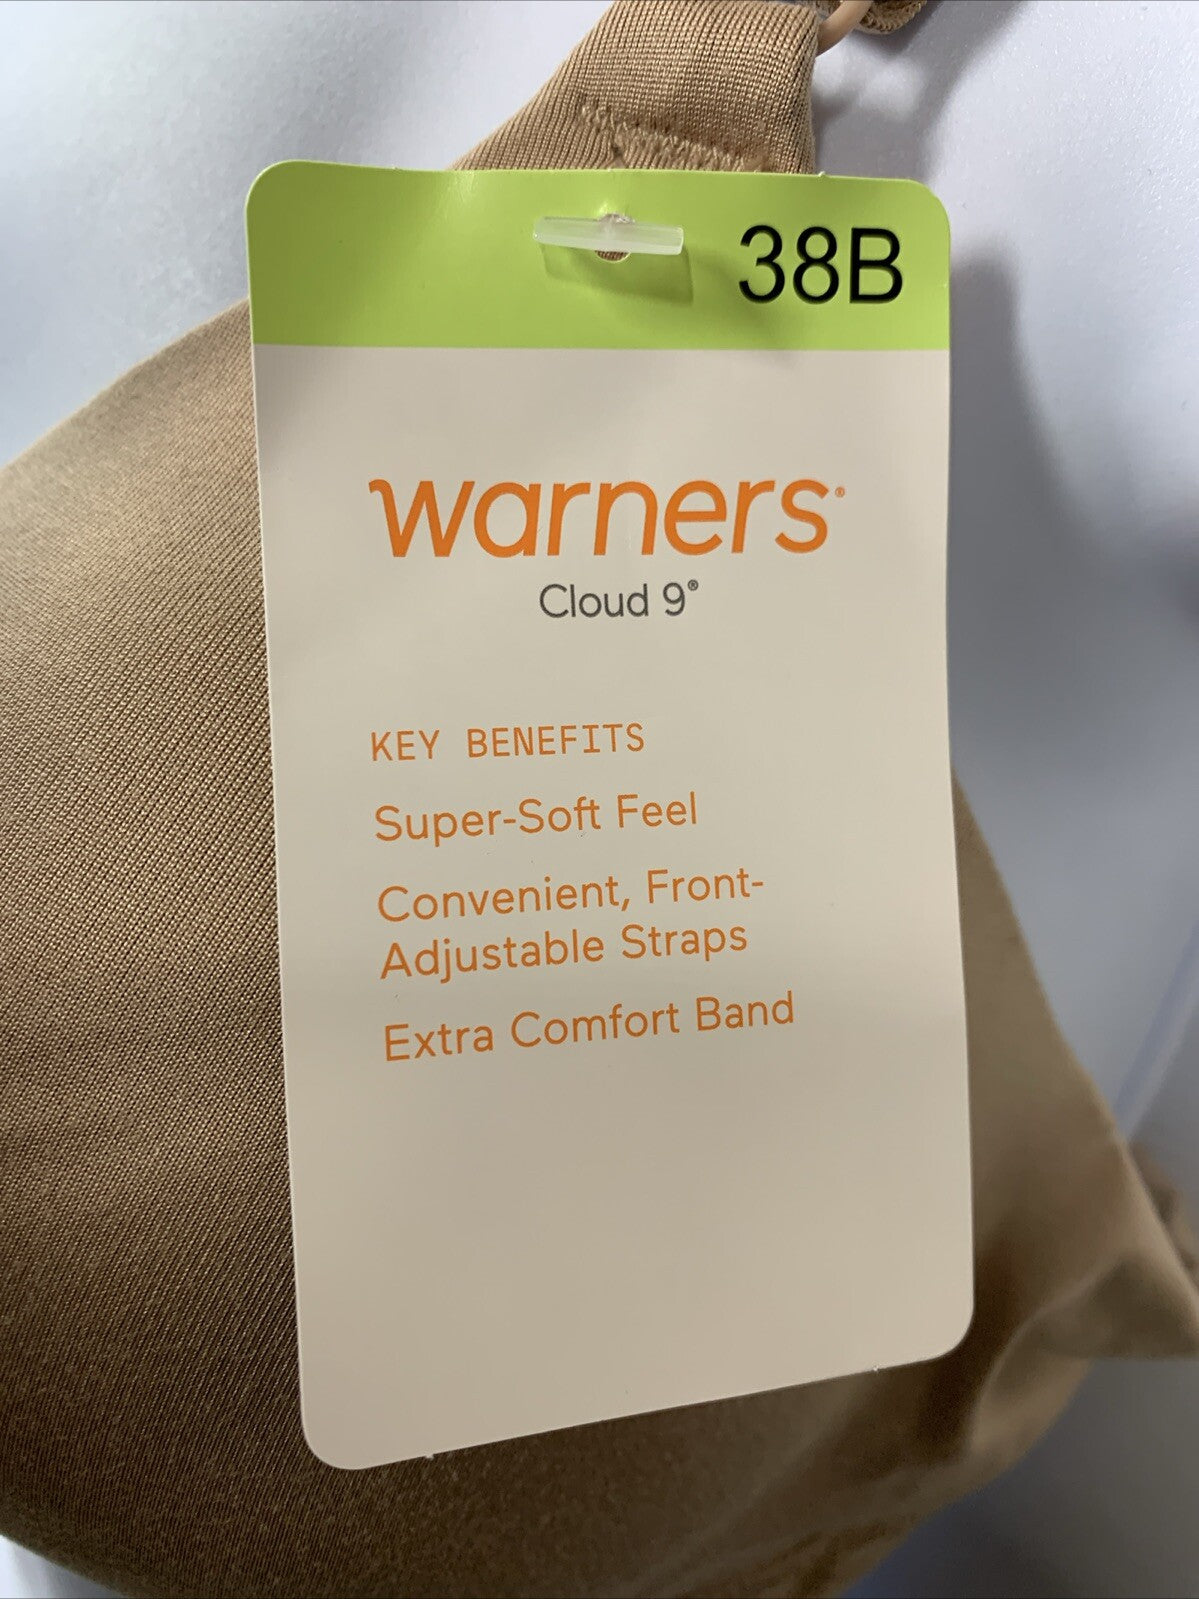 38B
warners®
Cloud 9®
KEY BENEFITS
Super-Soft Feel
Convenient, Front-
Adjustable Straps
Extra Comfort Band